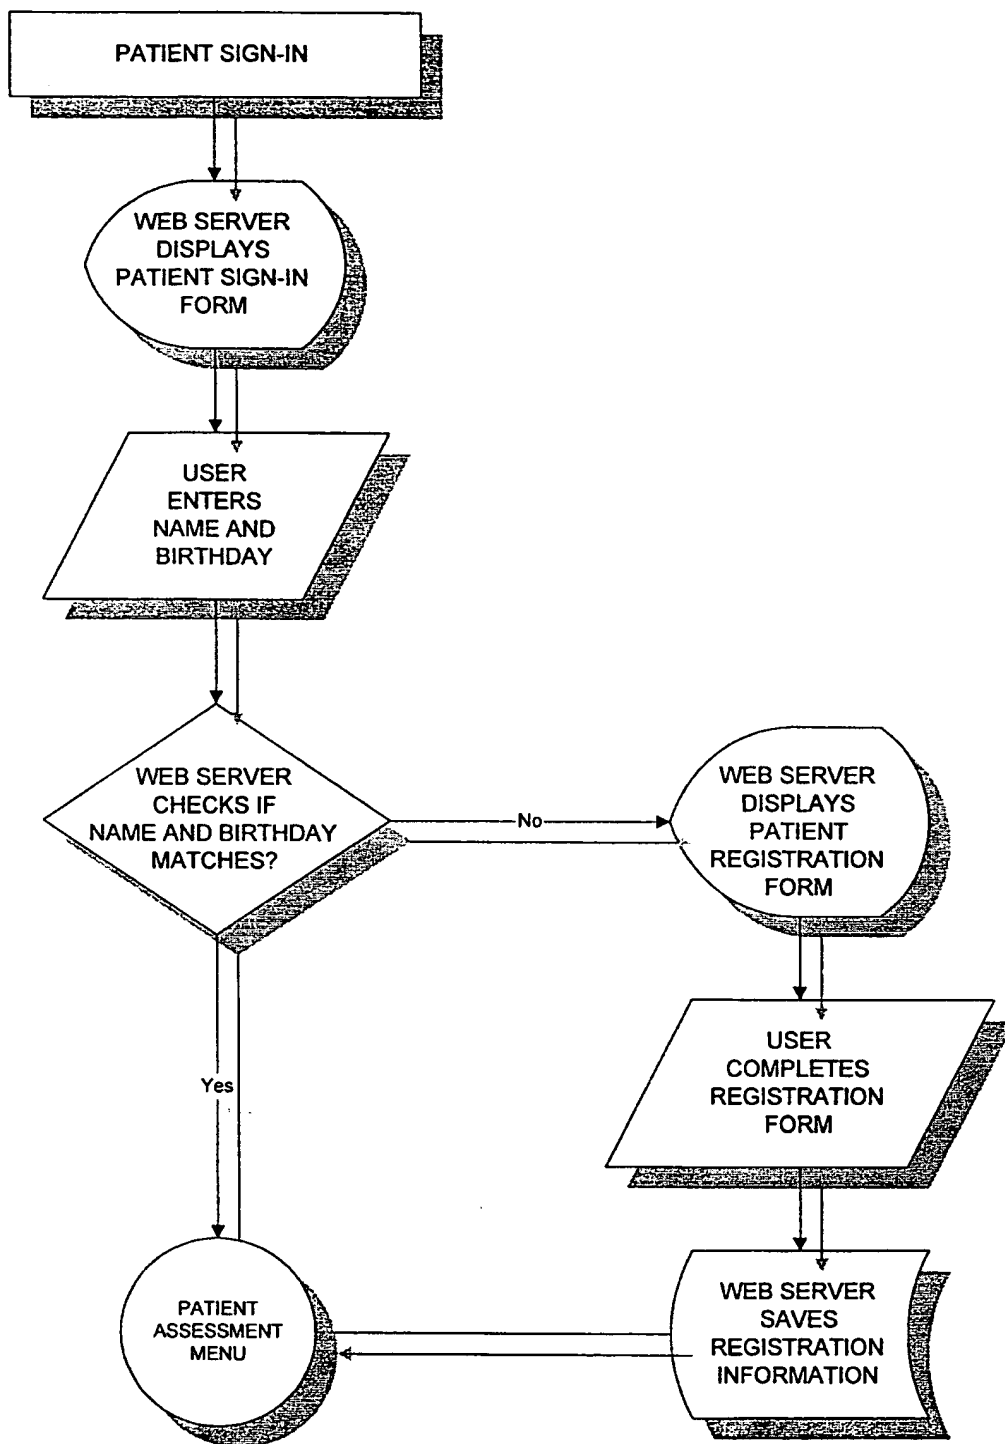 PATIENT SIGN-IN
WEB SERVER
DISPLAYS
PATIENT SIGN-IN
FORM
USER
ENTERS
NAME AND
BIRTHDAY
WEB SERVER
CHECKS IF
NAME AND BIRTHDAY
MATCHES?
No
WEB SERVER
DISPLAYS
PATIENT
REGISTRATION
FORM
USER
COMPLETES
REGISTRATION
FORM
Yes
WEB SERVER
SAVES
REGISTRATION
INFORMATION
PATIENT
ASSESSMENT
MENU